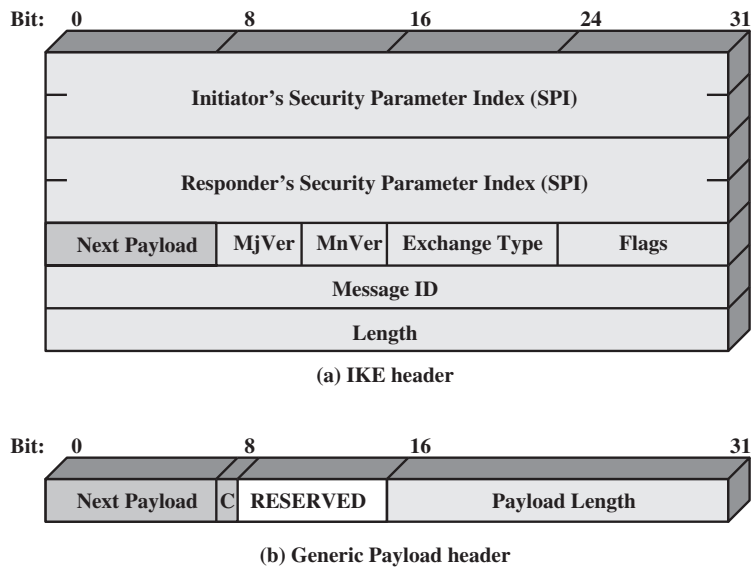 Bit: 0 8 16 24 31
Initiator's Security Parameter Index (SPI)
Responder's Security Parameter Index (SPI)
Next Payload MjVer MnVer Exchange Type Flags
Message ID
Length
(a) IKE header
Bit: 0 8 16 31
Next Payload C RESERVED Payload Length
(b) Generic Payload header